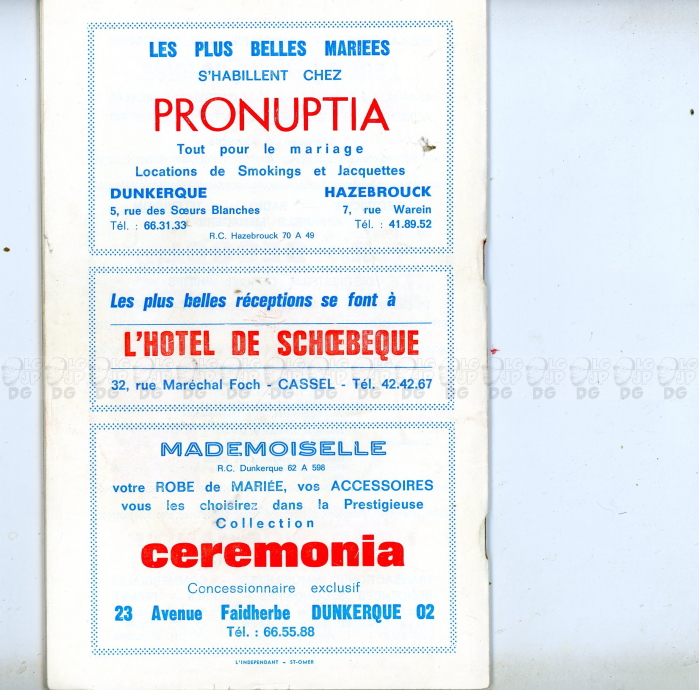 LES PLUS BELLES MARIEES
S'HABILLENT CHEZ
PRONUPTIA
Tout pour le mariage
Locations de Smokings et Jacquettes
DUNKERQUE HAZEBROUCK
5, rue des Sœurs Blanches 7, rue Warein
Tél. : 66.31.33 Tél. : 41.89.52
R.C. Hazebrouck 70 A 49
Les plus belles réceptions se font à
L'HOTEL DE SCHŒBEQUE
32, rue Maréchal Foch - CASSEL - Tél. 42.42.67
MADEMOISELLE
R.C. Dunkerque 62 A 598
votre ROBE de MARIÉE, vos ACCESSOIRES
vous les choisirez dans la Prestigieuse
Collection
ceremonia
Concessionnaire exclusif
23 Avenue Faidherbe DUNKERQUE 02
Tél. : 66.55.88
L'INDEPENDANT - ST-OMER